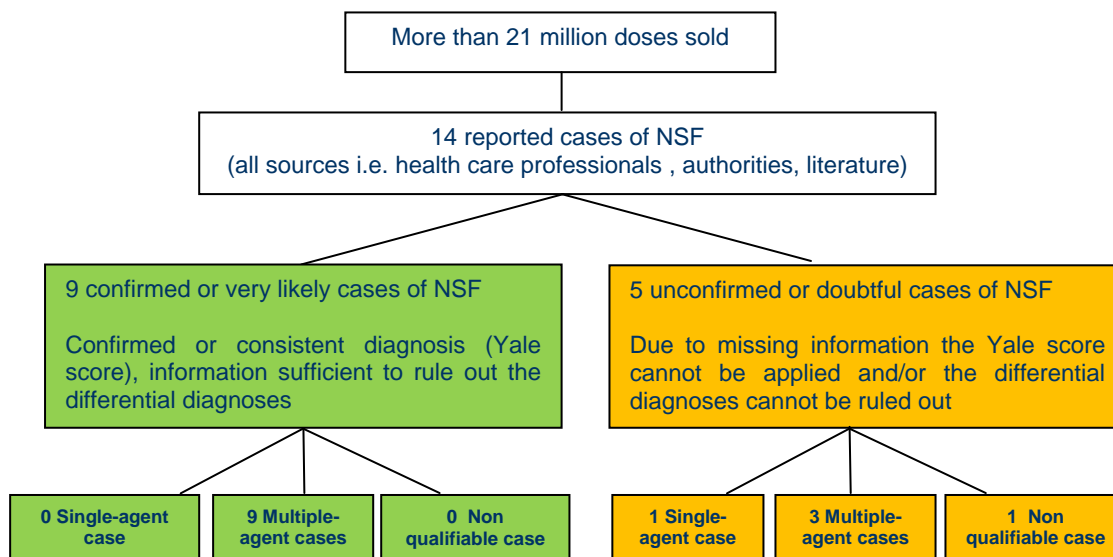 More than 21 million doses sold
14 reported cases of NSF
(all sources i.e. health care professionals , authorities, literature)
9 confirmed or very likely cases of NSF
Confirmed or consistent diagnosis (Yale
score), information sufficient to rule out the
differential diagnoses
5 unconfirmed or doubtful cases of NSF
Due to missing information the Yale score
cannot be applied and/or the differential
diagnoses cannot be ruled out
0 Single-agent
case
9 Multiple-
agent cases
0 Non
qualifiable case
1 Single-
agent case
3 Multiple-
agent cases
1 Non
qualifiable case